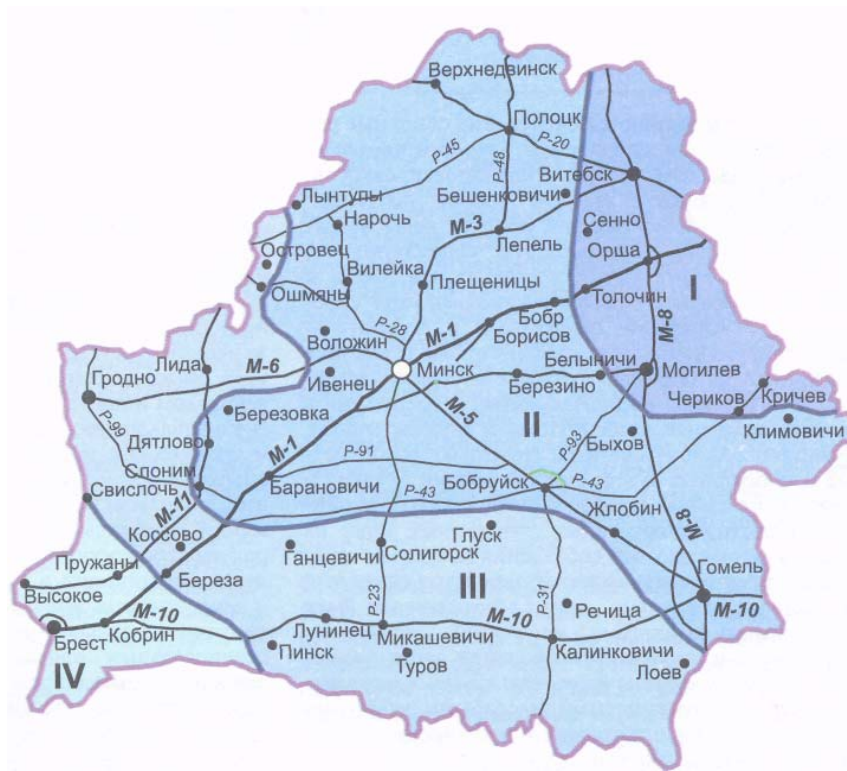 Верхнедвинск
Полоцк
Р-20
Р-45
Р-48
Витебск
Бешенковичи
Лынтупы
Нарочь
М-3
Сенно
Лепель
Орша
Островец
Вилейка
Плещеницы
I
Ошмяны
Толочин
Бобр
М-8
Р-28
М-1
Борисов
Воложин
Лида
М-6
Минск
Белыничи
Могилев
Гродно
Ивенец
Березино
Кричев
Березовка
М-5
II
Чериков
Р-99
Дятлово
М-1
Р-93
Быхов
Климовичи
Р-91
Слоним
Барановичи
Бобруйск
Р-43
Свислочь
М-11
Р-43
Жлобин
М-8
Коссово
Глуск
Ганцевичи
Солигорск
Гомель
Пружаны
Береза
III
Высокое
Р-23
Р-31
Речица
М-10
М-10
Лунинец
М-10
Брест
Кобрин
Микашевичи
Калинковичи
Пинск
Туров
Лоев
IV